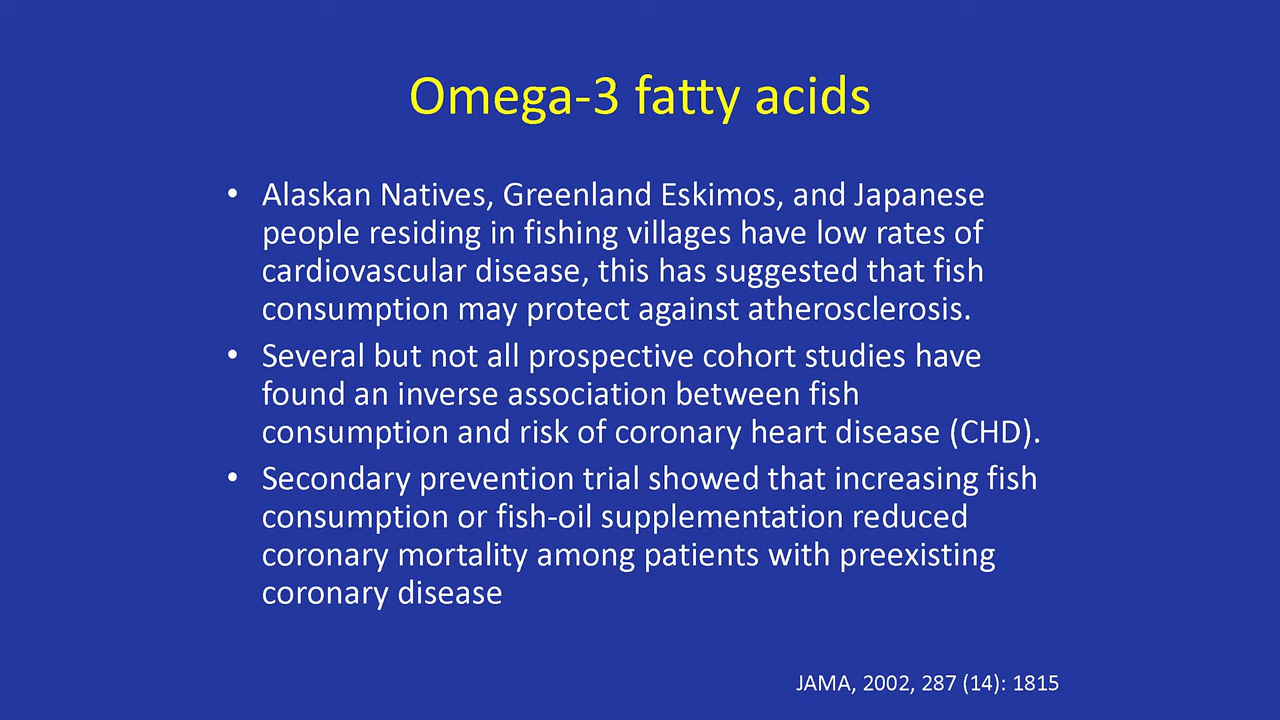 Omega-3 fatty acids
• Alaskan Natives, Greenland Eskimos, and Japanese
people residing in fishing villages have low rates of
cardiovascular disease, this has suggested that fish
consumption may protect against atherosclerosis.
• Several but not all prospective cohort studies have
found an inverse association between fish
consumption and risk of coronary heart disease (CHD).
• Secondary prevention trial showed that increasing fish
consumption or fish-oil supplementation reduced
coronary mortality among patients with preexisting
coronary disease
JAMA, 2002, 287 (14): 1815